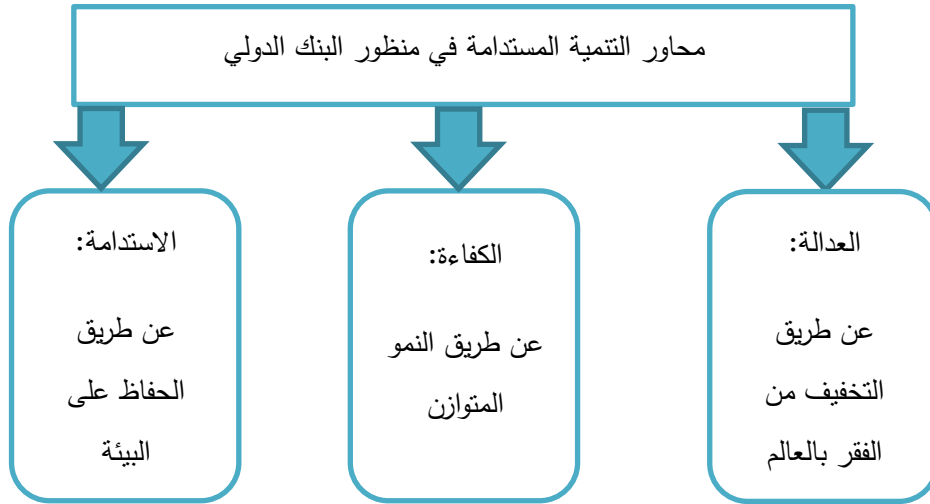 محاور التنمية المستدامة في منظور البنك الدولي
العدالة:
عن طريق
التخفيف من
الفقر بالعالم
الكفاءة:
عن طريق النمو
المتوازن
الاستدامة:
عن طريق
الحفاظ على
البيئة